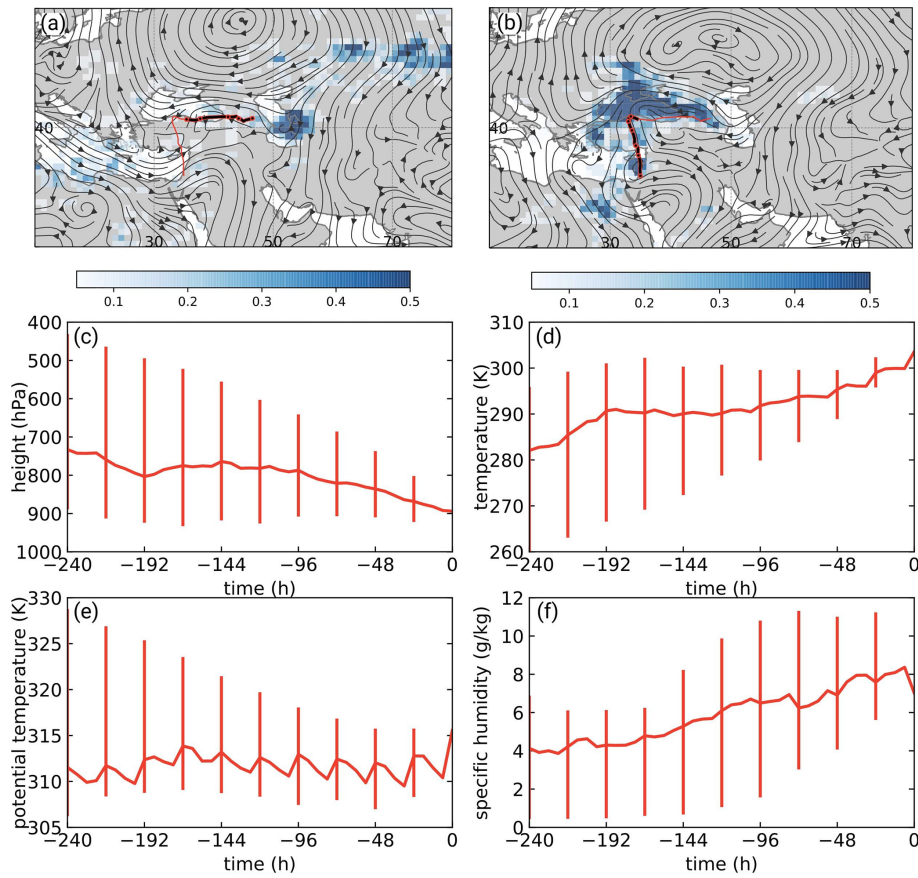 (a)
(b)
40
30
50
70
40
30
50
70
0.1 0.2 0.3 0.4 0.5
0.1 0.2 0.3 0.4 0.5
(c)
400
500
600
700
800
900
1000
height (hPa)
−240 −192 −144 −96 −48 0
time (h)
(d)
310
300
290
280
270
260
temperature (K)
−240 −192 −144 −96 −48 0
time (h)
(e)
330
325
320
315
310
305
potential temperature (K)
−240 −192 −144 −96 −48 0
time (h)
(f)
12
10
8
6
4
2
0
specific humidity (g/kg)
−240 −192 −144 −96 −48 0
time (h)